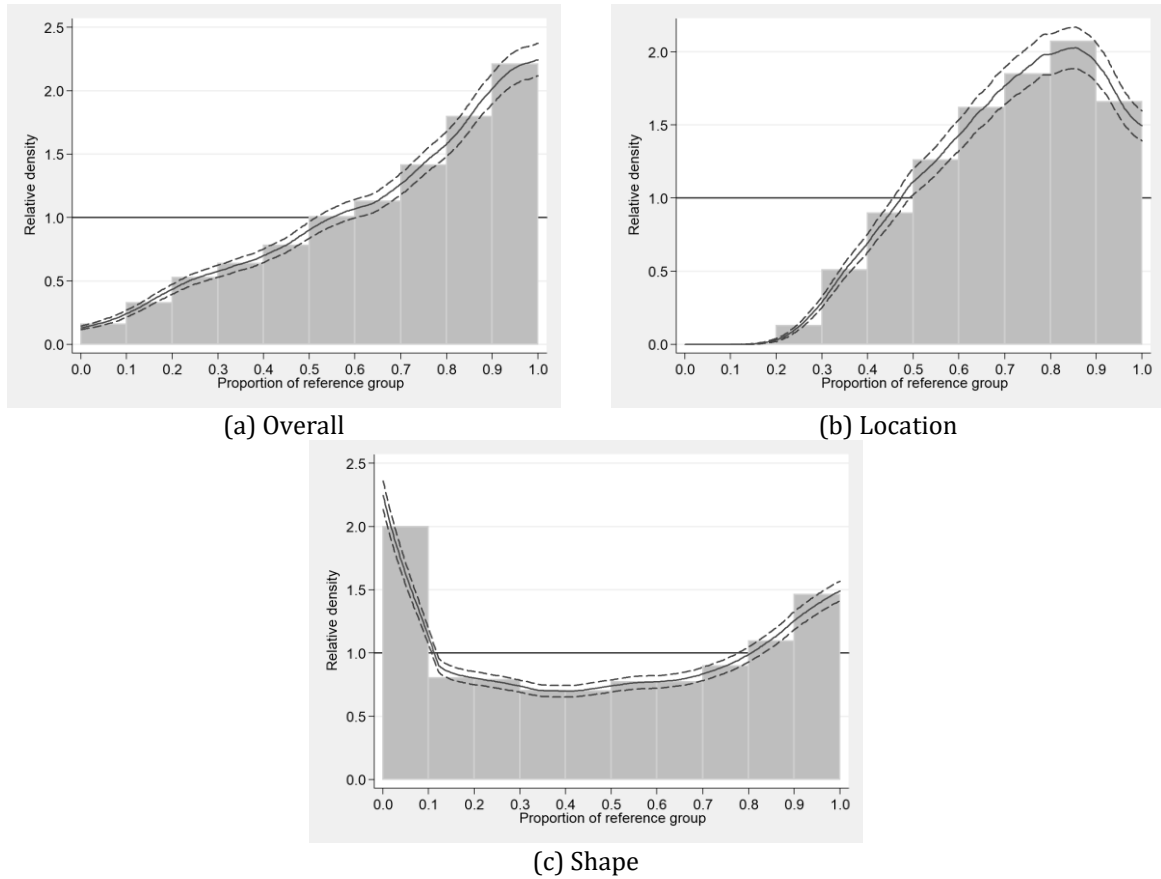 2.5
2.0
1.5
1.0
0.5
0.0
Relative density
0.0 0.1 0.2 0.3 0.4 0.5 0.6 0.7 0.8 0.9 1.0
Proportion of reference group
(a) Overall
2.0
1.5
1.0
0.5
0.0
Relative density
0.0 0.1 0.2 0.3 0.4 0.5 0.6 0.7 0.8 0.9 1.0
Proportion of reference group
(b) Location
2.5
2.0
1.5
1.0
0.5
0.0
Relative density
0.0 0.1 0.2 0.3 0.4 0.5 0.6 0.7 0.8 0.9 1.0
Proportion of reference group
(c) Shape